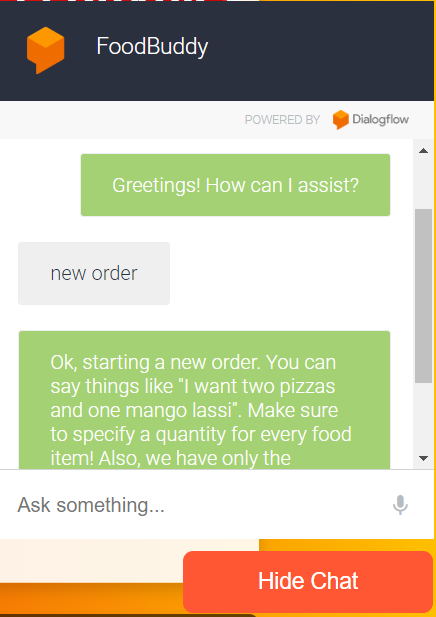 FoodBuddy
POWERED BY Dialogflow
Greetings! How can I assist?
new order
Ok, starting a new order. You can
say things like "I want two pizzas
and one mango lassi". Make sure
to specify a quantity for every food
item! Also, we have only the
Ask something...
Hide Chat